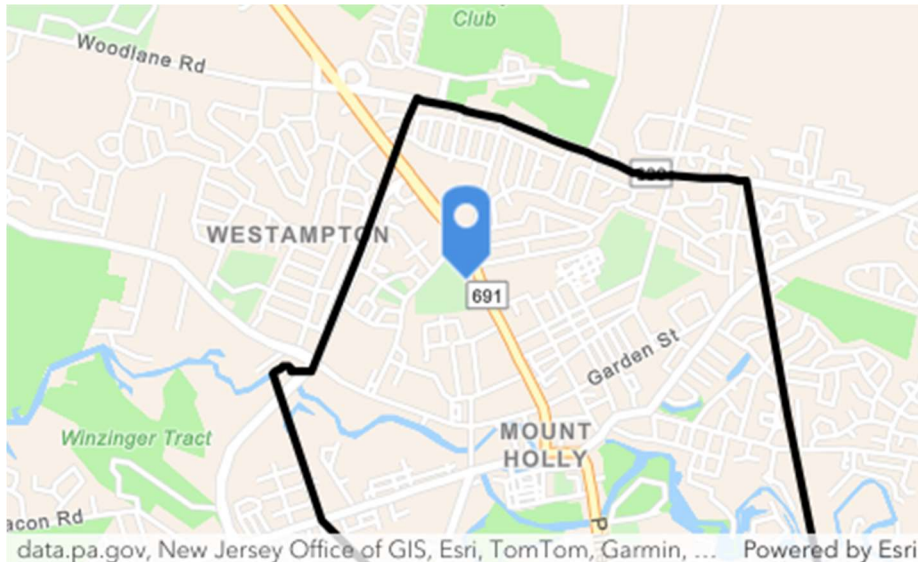 Club
Woodlane Rd
WESTAMPTON
691
Garden St
MOUNT
HOLLY
Winzinger Tract
acon Rd
data.pa.gov, New Jersey Office of GIS, Esri, TomTom, Garmin, ...
Powered by Esri